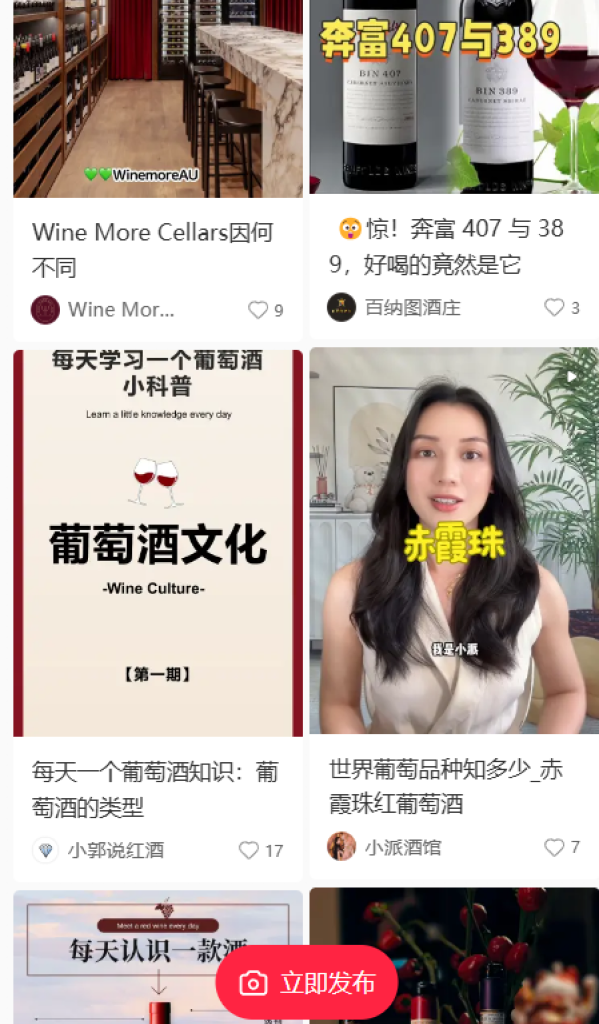 WinemoreAU
Wine More Cellars因何
不同
Wine Mor...
9
奔富407与389
BIN 407
CABERNET SAUVIGNON
BIN 389
CABERNET SHIRAZ
惊！奔富 407 与 38
9，好喝的竟然是它
百纳图酒庄
3
每天学习一个葡萄酒
小科普
Learn a little knowledge every day
葡萄酒文化
-Wine Culture-
【第一期】
每天一个葡萄酒知识：葡
萄酒的类型
小郭说红酒
17
赤霞珠
我是小派
世界葡萄品种知多少_赤
霞珠红葡萄酒
小派酒馆
7
Meet a red wine every day
每天认识一款酒
立即发布